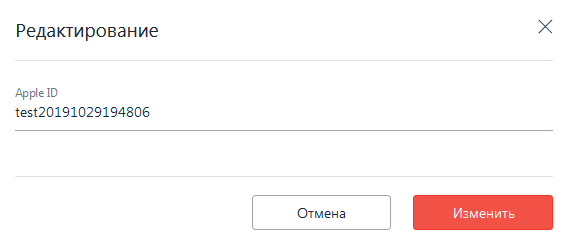 Редактирование
Apple ID
test20191029194806
Отмена
Изменить